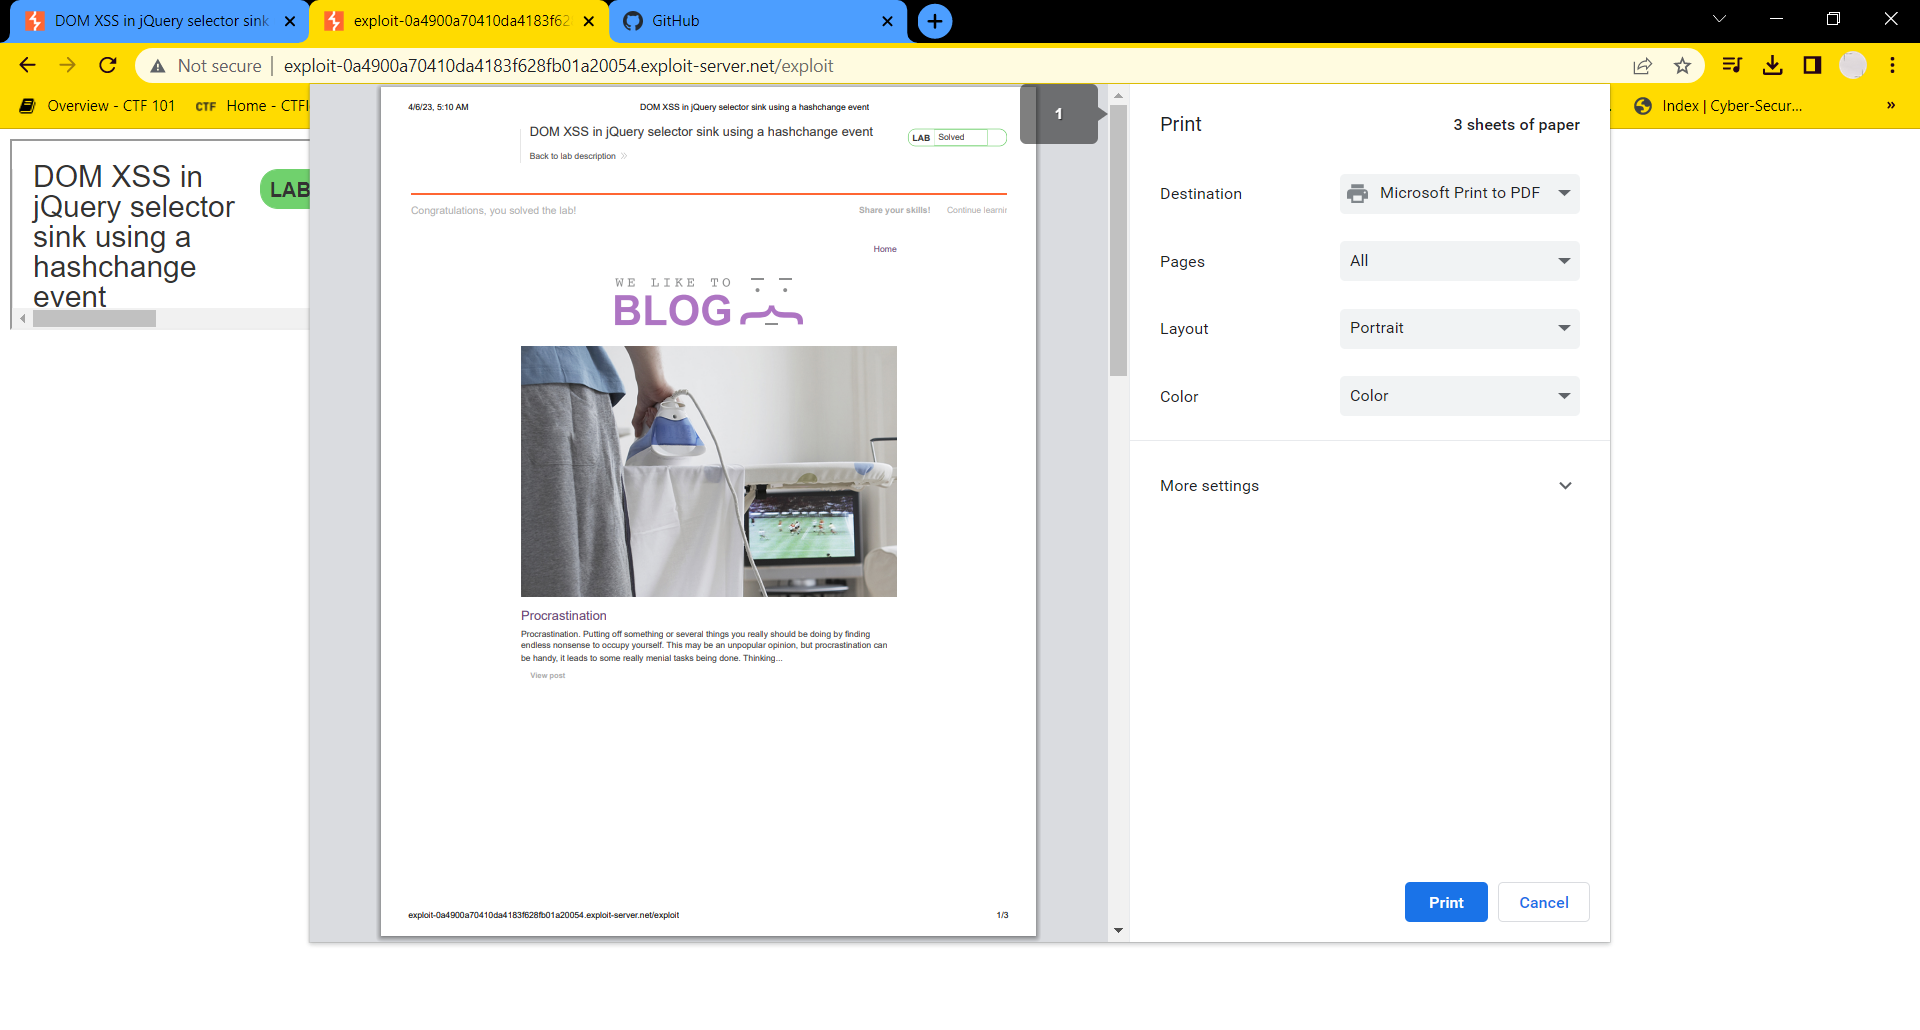 DOM XSS in jQuery selector sink
exploit-0a4900a70410da4183f62
GitHub
Not secure
exploit-0a4900a70410da4183f628fb01a20054.exploit-server.net/exploit
Overview - CTF 101
CTF Home - CTF
Index | Cyber-Secur...
»
DOM XSS in
jQuery selector
sink using a
hashchange
event
LAB
4/6/23, 5:10 AM
DOM XSS in jQuery selector sink using a hashchange event
DOM XSS in jQuery selector sink using a hashchange event
LAB Solved
Back to lab description »
Congratulations, you solved the lab!
Share your skills!
Continue learnir
Home
WE LIKE TO
BLOG
Procrastination
Procrastination. Putting off something or several things you really should be doing by finding
endless nonsense to occupy yourself. This may be an unpopular opinion, but procrastination can
be handy, it leads to some really menial tasks being done. Thinking...
View post
exploit-0a4900a70410da4183f628fb01a20054.exploit-server.net/exploit
1/3
1
Print
3 sheets of paper
Destination
Microsoft Print to PDF
Pages
All
Layout
Portrait
Color
Color
More settings
Print
Cancel